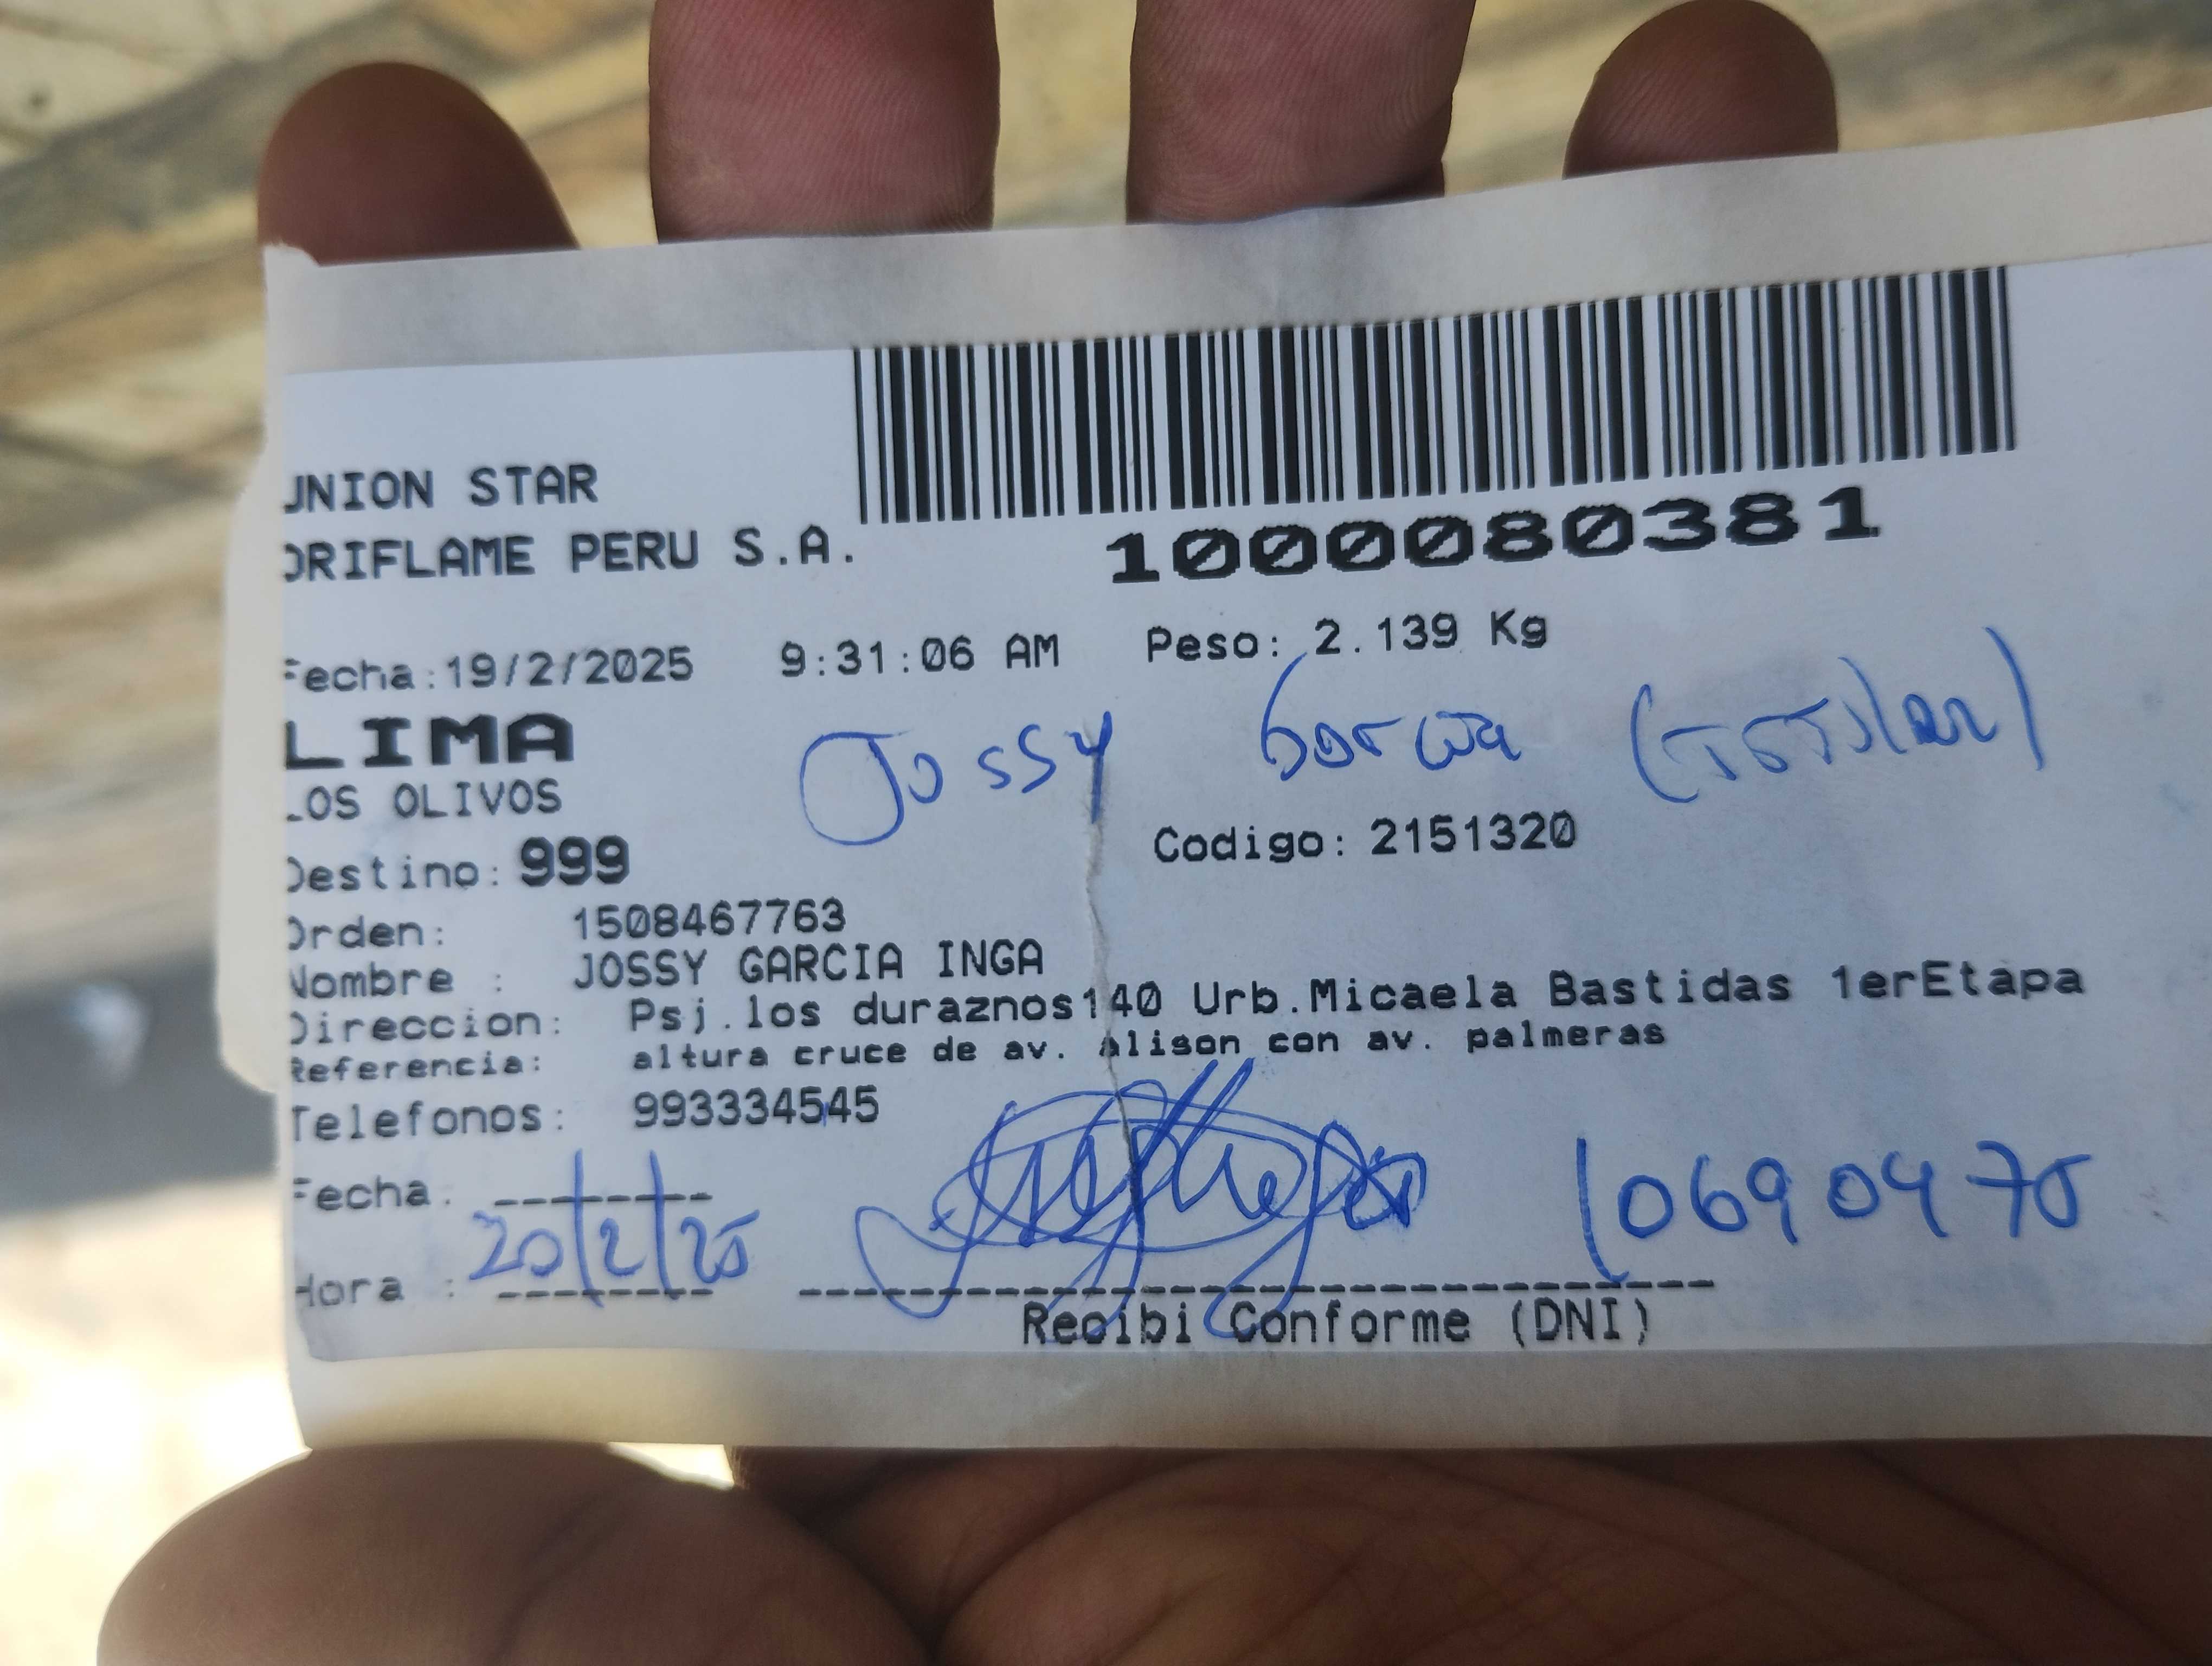 UNION STAR
ORIFLAME PERU S.A.
1000080381
Fecha:19/2/2025 9:31:06 AM Peso: 2.139 Kg
LIMA
Jossy Garcia (Titular)
LOS OLIVOS
Codigo: 2151320
Destino: 999
Orden: 1508467763
Nombre : JOSSY GARCIA INGA
Direccion: Psj.los duraznos140 Urb.Micaela Bastidas 1erEtapa
Referencia: altura cruce de av. alison con av. palmeras
Telefonos: 993334545
Fecha:
20/2/25
10690475
Hora :
Recibi Conforme (DNI)